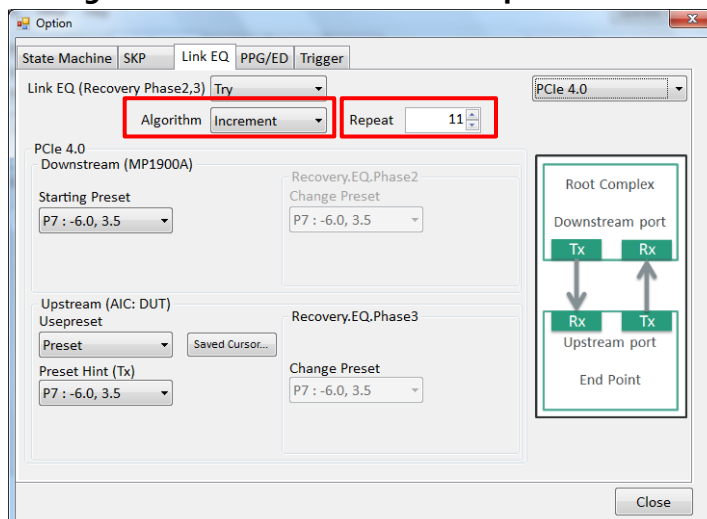 Option
x
State Machine SKP Link EQ PPG/ED Trigger
Link EQ (Recovery Phase2,3) Try PCIe 4.0
Algorithm Increment Repeat 11
PCIe 4.0
Downstream (MP1900A)
Recovery.EQ.Phase2
Starting Preset Change Preset
P7 : -6.0, 3.5 P7 : -6.0, 3.5
Upstream (AIC: DUT)
Usepreset Recovery.EQ.Phase3
Preset Saved Cursor...
Preset Hint (Tx) Change Preset
P7 : -6.0, 3.5 P7 : -6.0, 3.5
Root Complex
Downstream port
Tx Rx
Rx Tx
Upstream port
End Point
Close